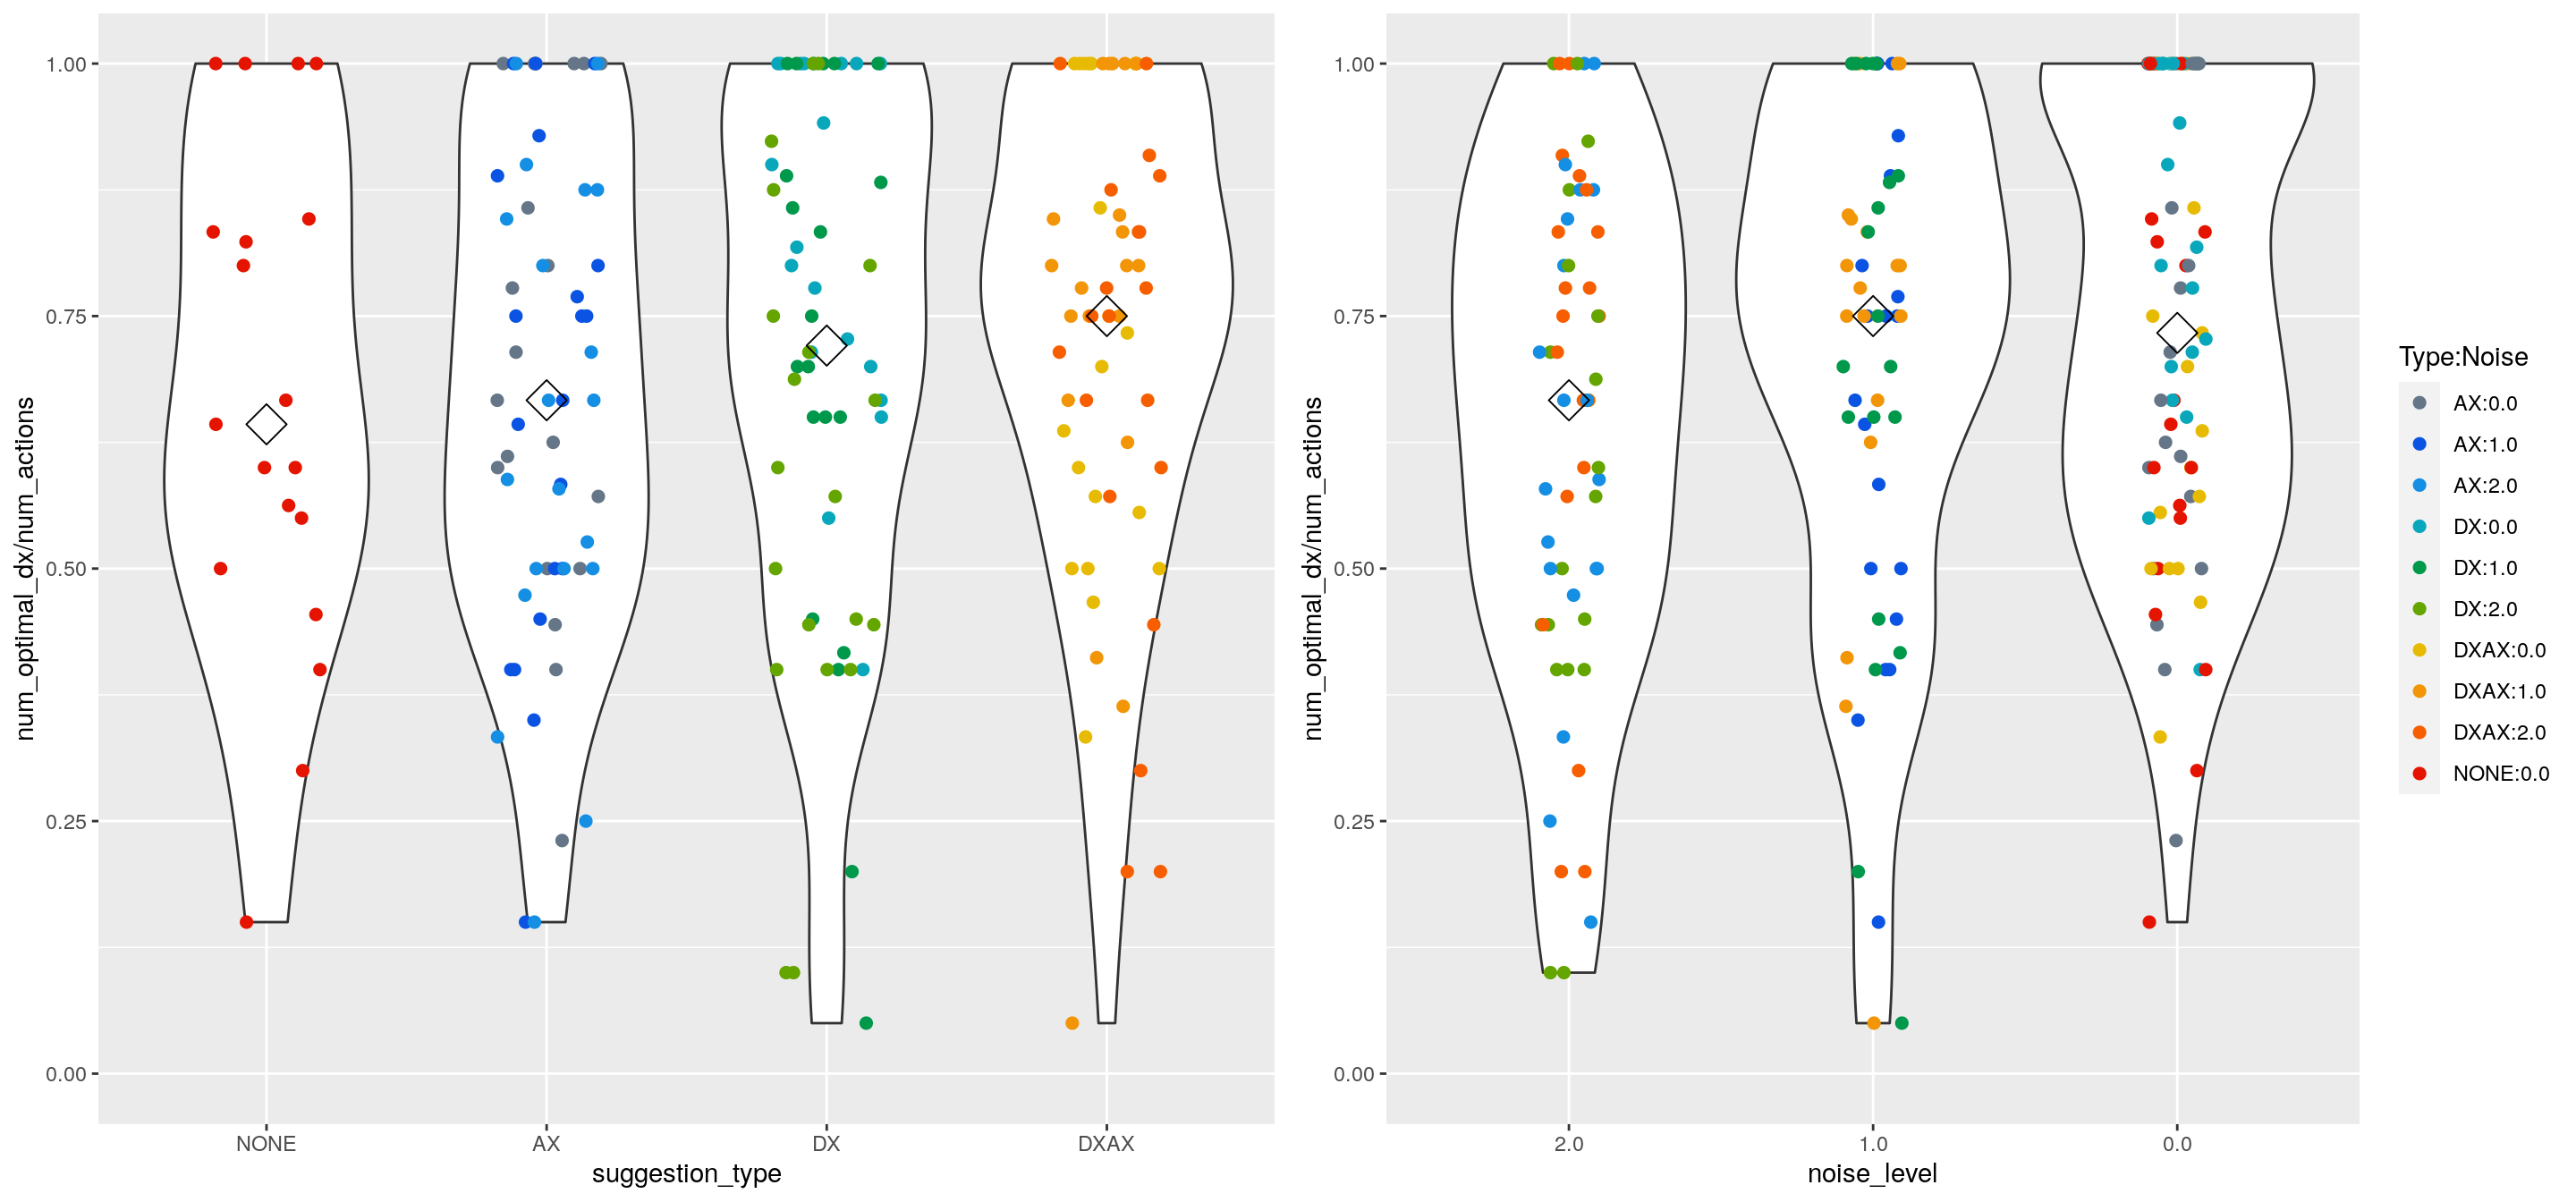 num_optimal_dx/num_actions
1.00
0.75
0.50
0.25
0.00
NONE AX DX DXAX
suggestion_type
num_optimal_dx/num_actions
1.00
0.75
0.50
0.25
0.00
2.0 1.0 0.0
noise_level
Type:Noise
AX:0.0
AX:1.0
AX:2.0
DX:0.0
DX:1.0
DX:2.0
DXAX:0.0
DXAX:1.0
DXAX:2.0
NONE:0.0